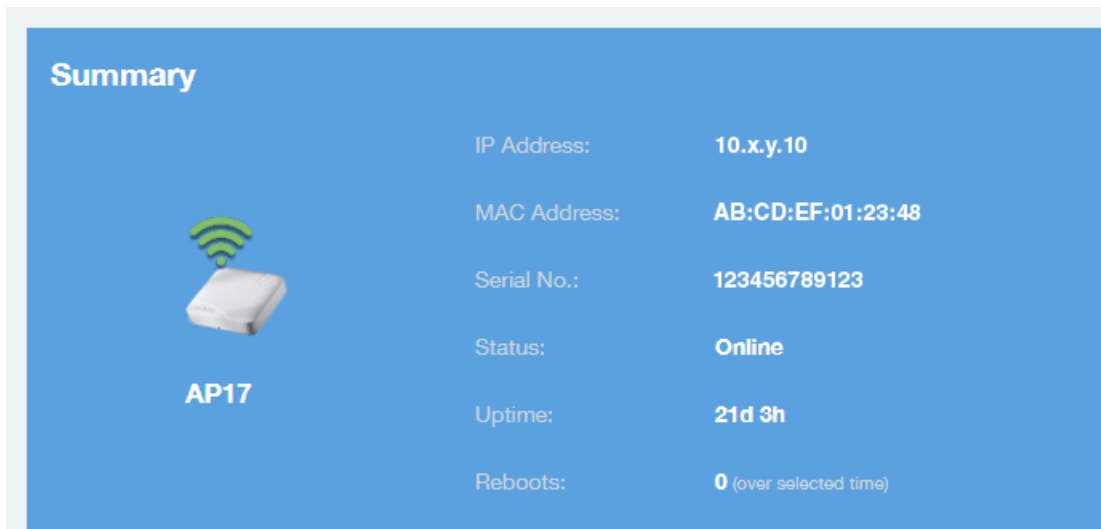 Summary
IP Address: 10.x.y.10
MAC Address: AB:CD:EF:01:23:48
Serial No.: 123456789123
Status: Online
AP17
Uptime: 21d 3h
Reboots: 0 (over selected time)